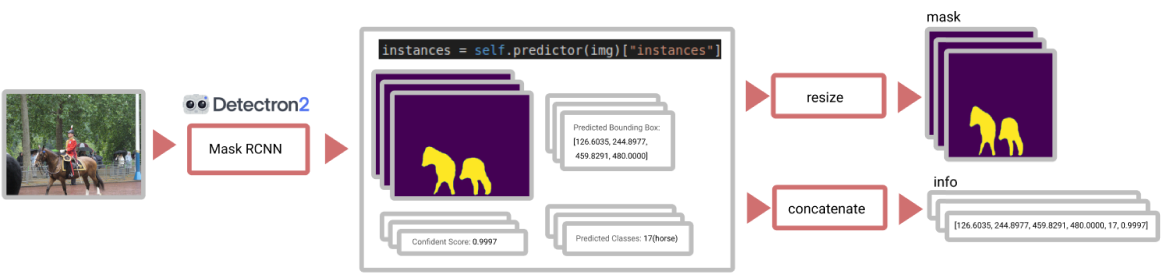 Detectron2
Mask RCNN
instances = self.predictor(img)["instances"]
Predicted Bounding Box:
[126.6035, 244.8977,
459.8291, 480.0000]
Confident Score: 0.9997
Predicted Classes: 17(horse)
resize
mask
concatenate
info
[126.6035, 244.8977, 459.8291, 480.0000, 17, 0.9997]